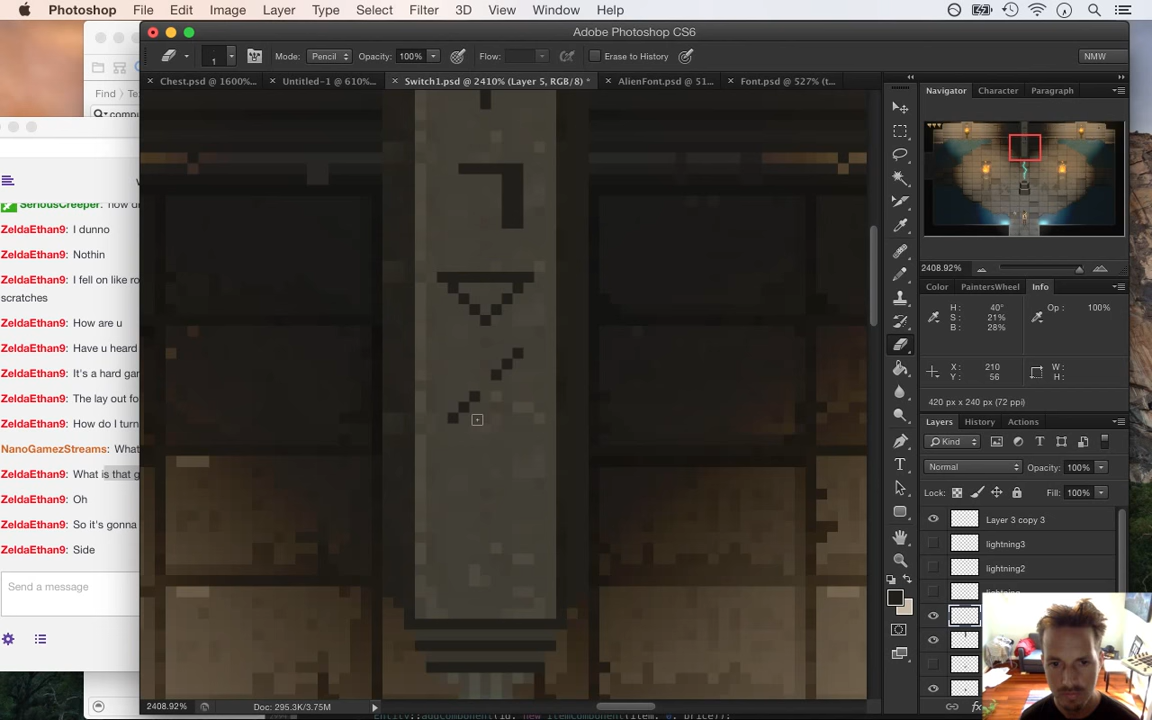 Photoshop File Edit Image Layer Type Select Filter 3D View Window Help
Adobe Photoshop CS6
1 Mode: Pencil Opacity: 100% Flow: Erase to History NMW
Chest.psd @ 1600%... Untitled-1 @ 610%... Switch1.psd @ 2410% (Layer 5, RGB/8) * AlienFont.psd @ 51... Font.psd @ 527% (t...
Find
Navigator Character Paragraph
2408.92%
Color PaintersWheel Info
H: 40° Op: 100%
S: 21%
B: 28%
X: 210 W:
Y: 56 H:
420 px x 240 px (72 ppi)
Layers History Actions
Kind
Normal Opacity: 100%
Lock: Fill: 100%
Layer 3 copy 3
lightning3
lightning2
SeriousCreeper:
ZeldaEthan9: I dunno
ZeldaEthan9: Nothin
ZeldaEthan9: I fell on like ro
scratches
ZeldaEthan9: How are u
ZeldaEthan9: Have u heard
ZeldaEthan9: It's a hard gar
ZeldaEthan9: The lay out fo
ZeldaEthan9: How do I turn
NanoGamezStreams: What
ZeldaEthan9: What is that g
ZeldaEthan9: Oh
ZeldaEthan9: So it's gonna
ZeldaEthan9: Side
Send a message
2408.92% Doc: 295.3K/3.75M